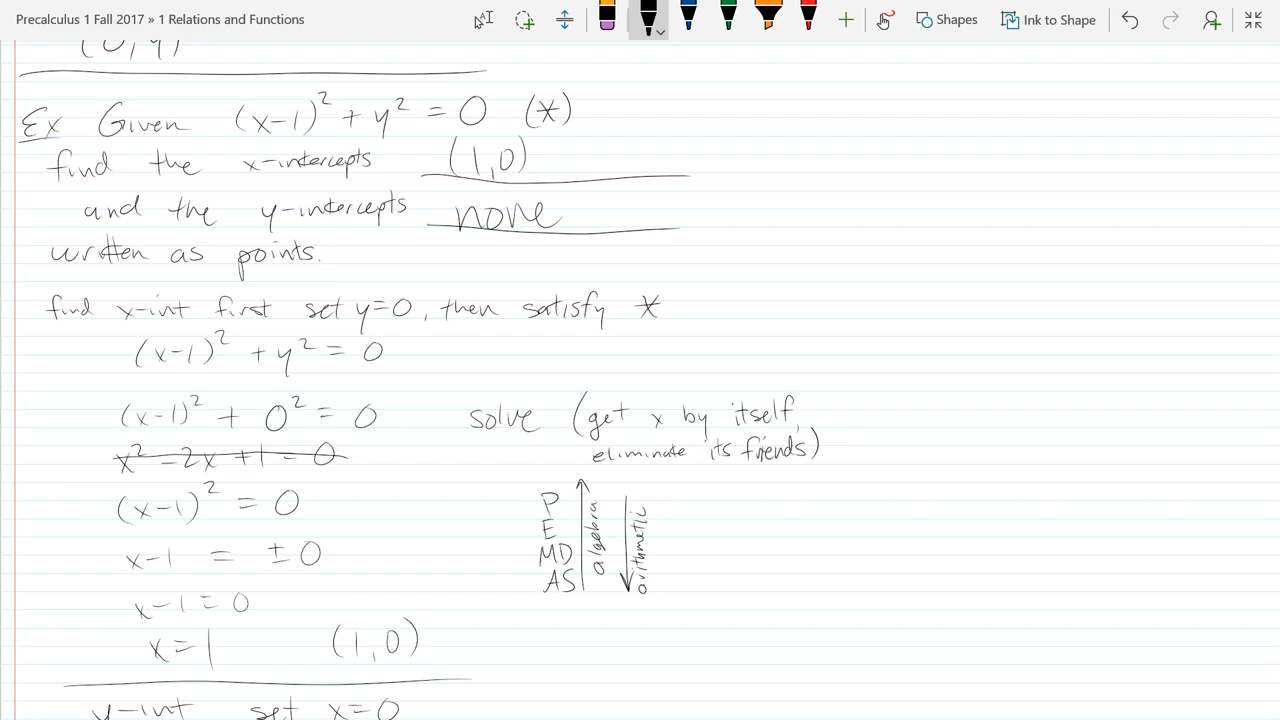 Precalculus 1 Fall 2017 » 1 Relations and Functions
Shapes
Ink to Shape
(0,y)
Ex Given (x-1)² + y² = 0 (*)
find the x-intercepts (1,0)
and the y-intercepts none
written as points.
find x-int first set y=0, then satisfy *
(x-1)² + y² = 0
(x-1)² + 0² = 0 solve (get x by itself,
eliminate its friends)
x² - 2x + 1 = 0
(x-1)² = 0
x-1 = ±0
x-1 = 0
x = 1 (1,0)
P
E
MD
AS
algebra
arithmetic
y-int set x=0